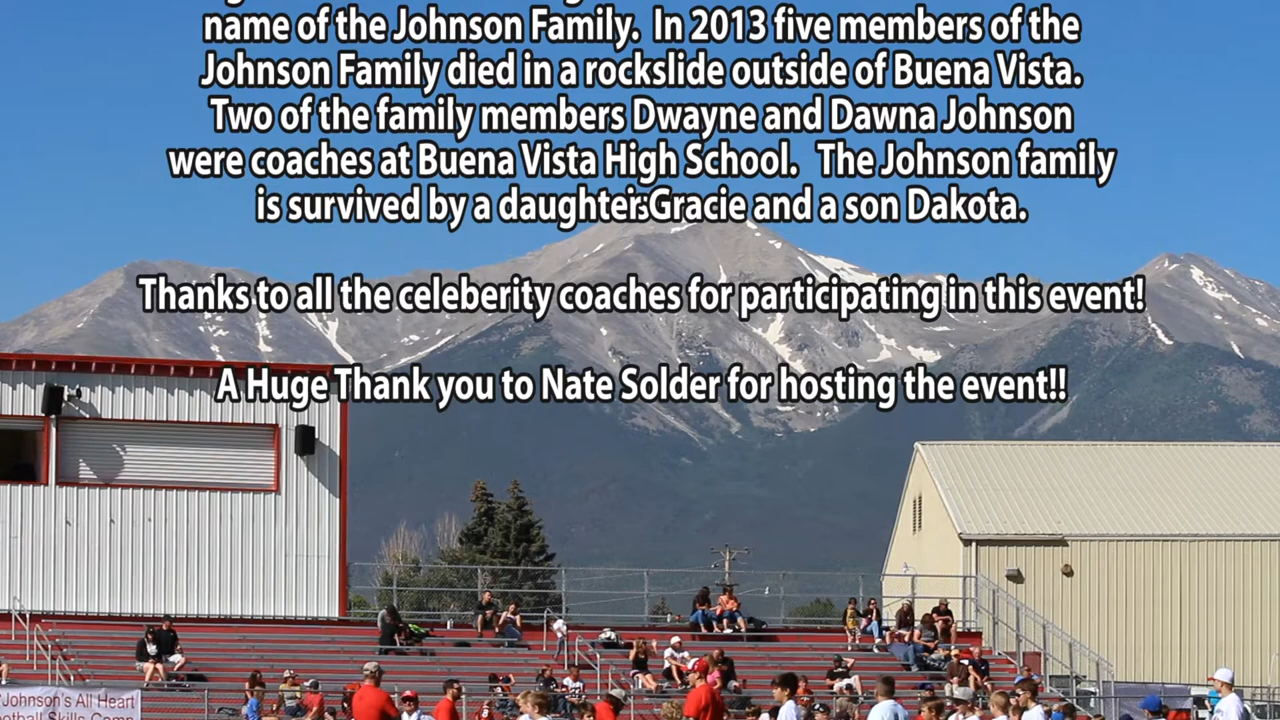 name of the Johnson Family. In 2013 five members of the
Johnson Family died in a rockslide outside of Buena Vista.
Two of the family members Dwayne and Dawna Johnson
were coaches at Buena Vista High School. The Johnson family
is survived by a daughter Gracie and a son Dakota.
Thanks to all the celeberity coaches for participating in this event!
A Huge Thank you to Nate Solder for hosting the event!!
Johnson's All Heart
Skills Camp